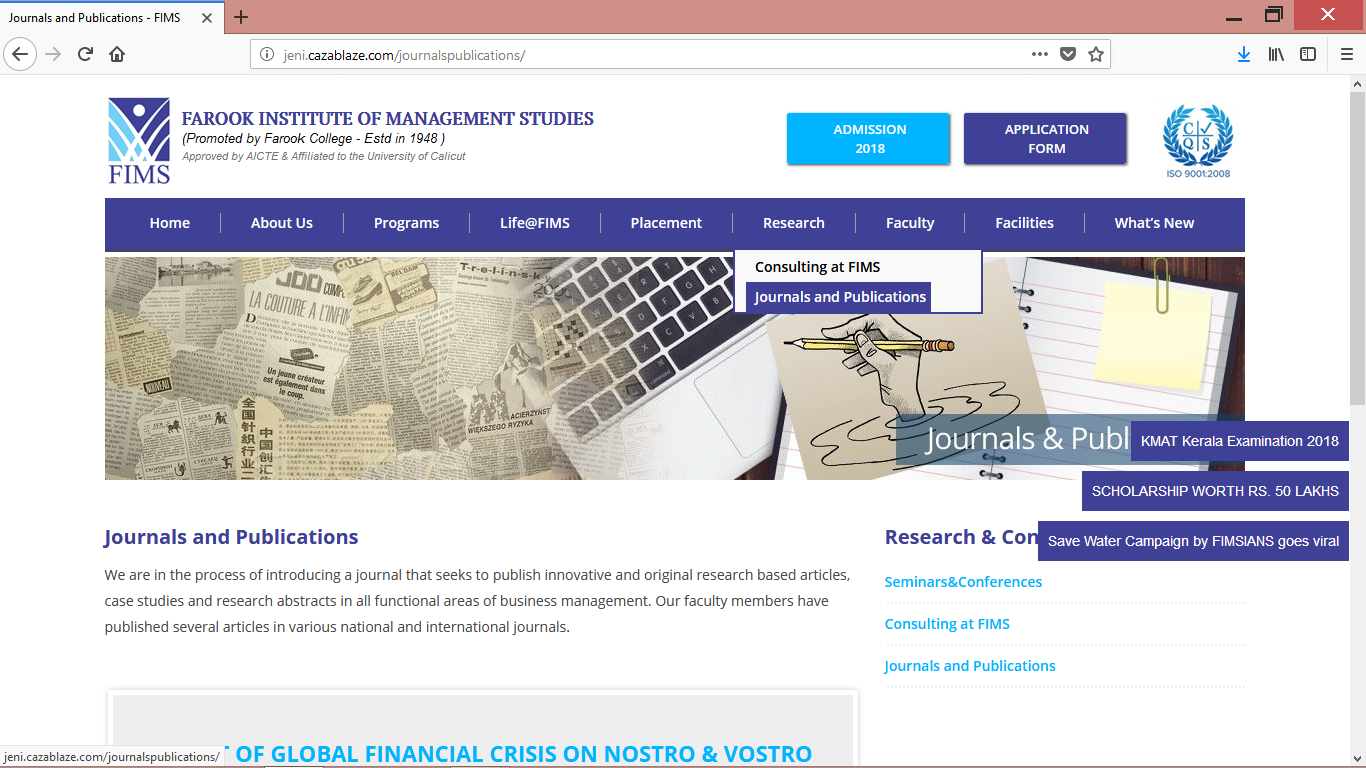 Journals and Publications - FIMS
jeni.cazablaze.com/journalspublications/
FIMS
FAROOK INSTITUTE OF MANAGEMENT STUDIES
(Promoted by Farook College - Estd in 1948 )
Approved by AICTE & Affiliated to the University of Calicut
ADMISSION
2018
APPLICATION
FORM
C
Q S
ISO 9001:2008
Home About Us Programs Life@FIMS Placement Research Faculty Facilities What's New
Consulting at FIMS
Journals and Publications
JOD COMP
LA COUTURE A L'INFIN
Un jeune créateur
est également dans
le coup.
NOUVEAU
全国针织行业
中国创汇
T-r-e-l-i-n-s-k
BELDAM
ACIERZYNST
WIĘKSZEGO RYZYKA
command
Journals & Publ
KMAT Kerala Examination 2018
SCHOLARSHIP WORTH RS. 50 LAKHS
Save Water Campaign by FIMSIANS goes viral
Journals and Publications
We are in the process of introducing a journal that seeks to publish innovative and original research based articles,
case studies and research abstracts in all functional areas of business management. Our faculty members have
published several articles in various national and international journals.
Research & Con
Seminars&Conferences
Consulting at FIMS
Journals and Publications
T OF GLOBAL FINANCIAL CRISIS ON NOSTRO & VOSTRO
jeni.cazablaze.com/journalspublications/